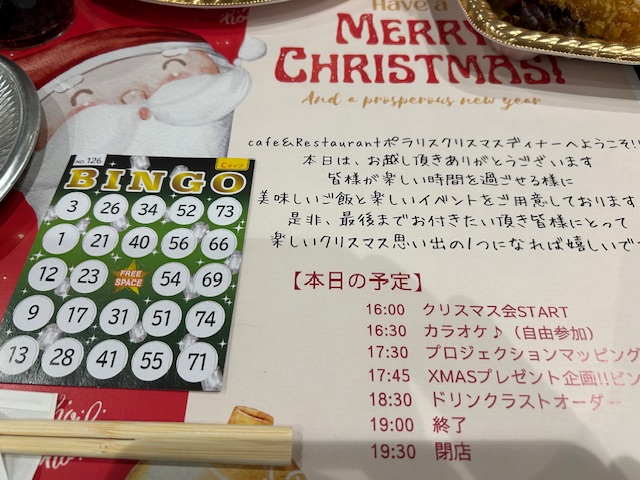 Have a
MERRY
CHRISTMAS!
And a prosperous new year
cafe&Restaurantポラリスクリスマスディナーへようこそ!!
本日は、お越し頂きありがとうございます
皆様が楽しい時間を過ごせる様に
美味しいご飯と楽しいイベントをご用意しております
是非、最後までお付きたい頂き皆様にとって
楽しいクリスマス思い出の1つになれば嬉しいで
【本日の予定】
16:00 クリスマス会START
16:30 カラオケ♪（自由参加）
17:30 プロジェクションマッピング
17:45 XMASプレゼント企画!!ビン
18:30 ドリンクラストオーダー
19:00 終了
19:30 閉店
NO. 126
Cタイプ
BINGO
3 26 34 52 73
1 21 40 56 66
12 23 FREE SPACE 54 69
9 17 31 51 74
13 28 41 55 71